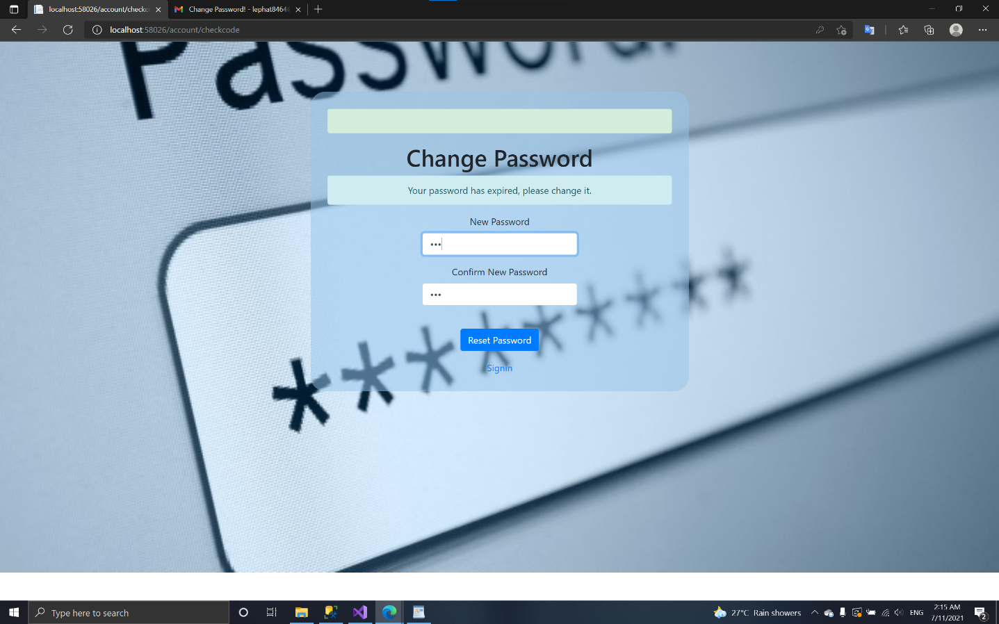 localhost:58026/account/checkc
Change Password! - lephat8464
localhost:58026/account/checkcode
Password:
Change Password
Your password has expired, please change it.
New Password
•••
Confirm New Password
•••
Reset Password
Signin
Type here to search
27°C Rain showers
ENG
2:15 AM
7/11/2021
2